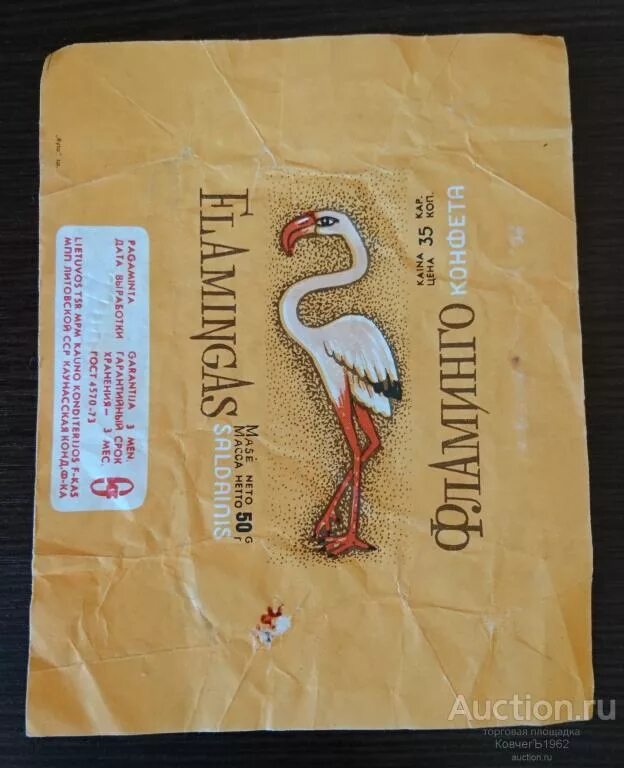 FLAMINGAS
SALDAINIS
MASĖ NETO 50 G
МАССА НЕТТО 50 Г
KAINA 35 KAP.
ЦЕНА 35 КОП.
ФЛАМИНГО
КОНФЕТА
PAGAMINTA GARANTIJA 3 MĖN.
ДАТА ВЫРАБОТКИ ГАРАНТИЙНЫЙ СРОК
ХРАНЕНИЯ— 3 МЕС.
ГОСТ 4570-73
LIETUVOS TSR MPM KAUNO KONDITERIJOS F-KAS
МПП ЛИТОВСКОЙ ССР КАУНАССКАЯ КОНД.Ф-КА
Auction.ru
торговая площадка
КовчегЪ1962
auction.ru